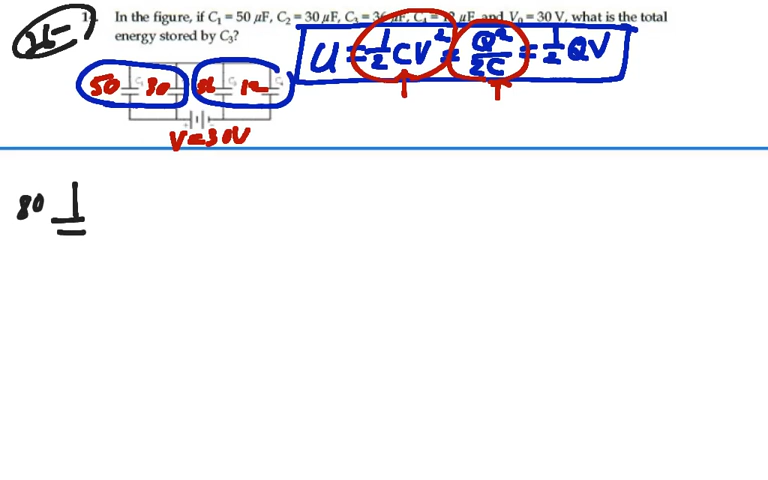 In the figure, if C₁ = 50 μF, C₂ = 30 μF, C₃ = 36 μF, C₄ = 12 μF, and V₀ = 30 V, what is the total
energy stored by C₃?
U = ½CV² = Q²/2C = ½QV
50 30 36 12
V = 30V
80